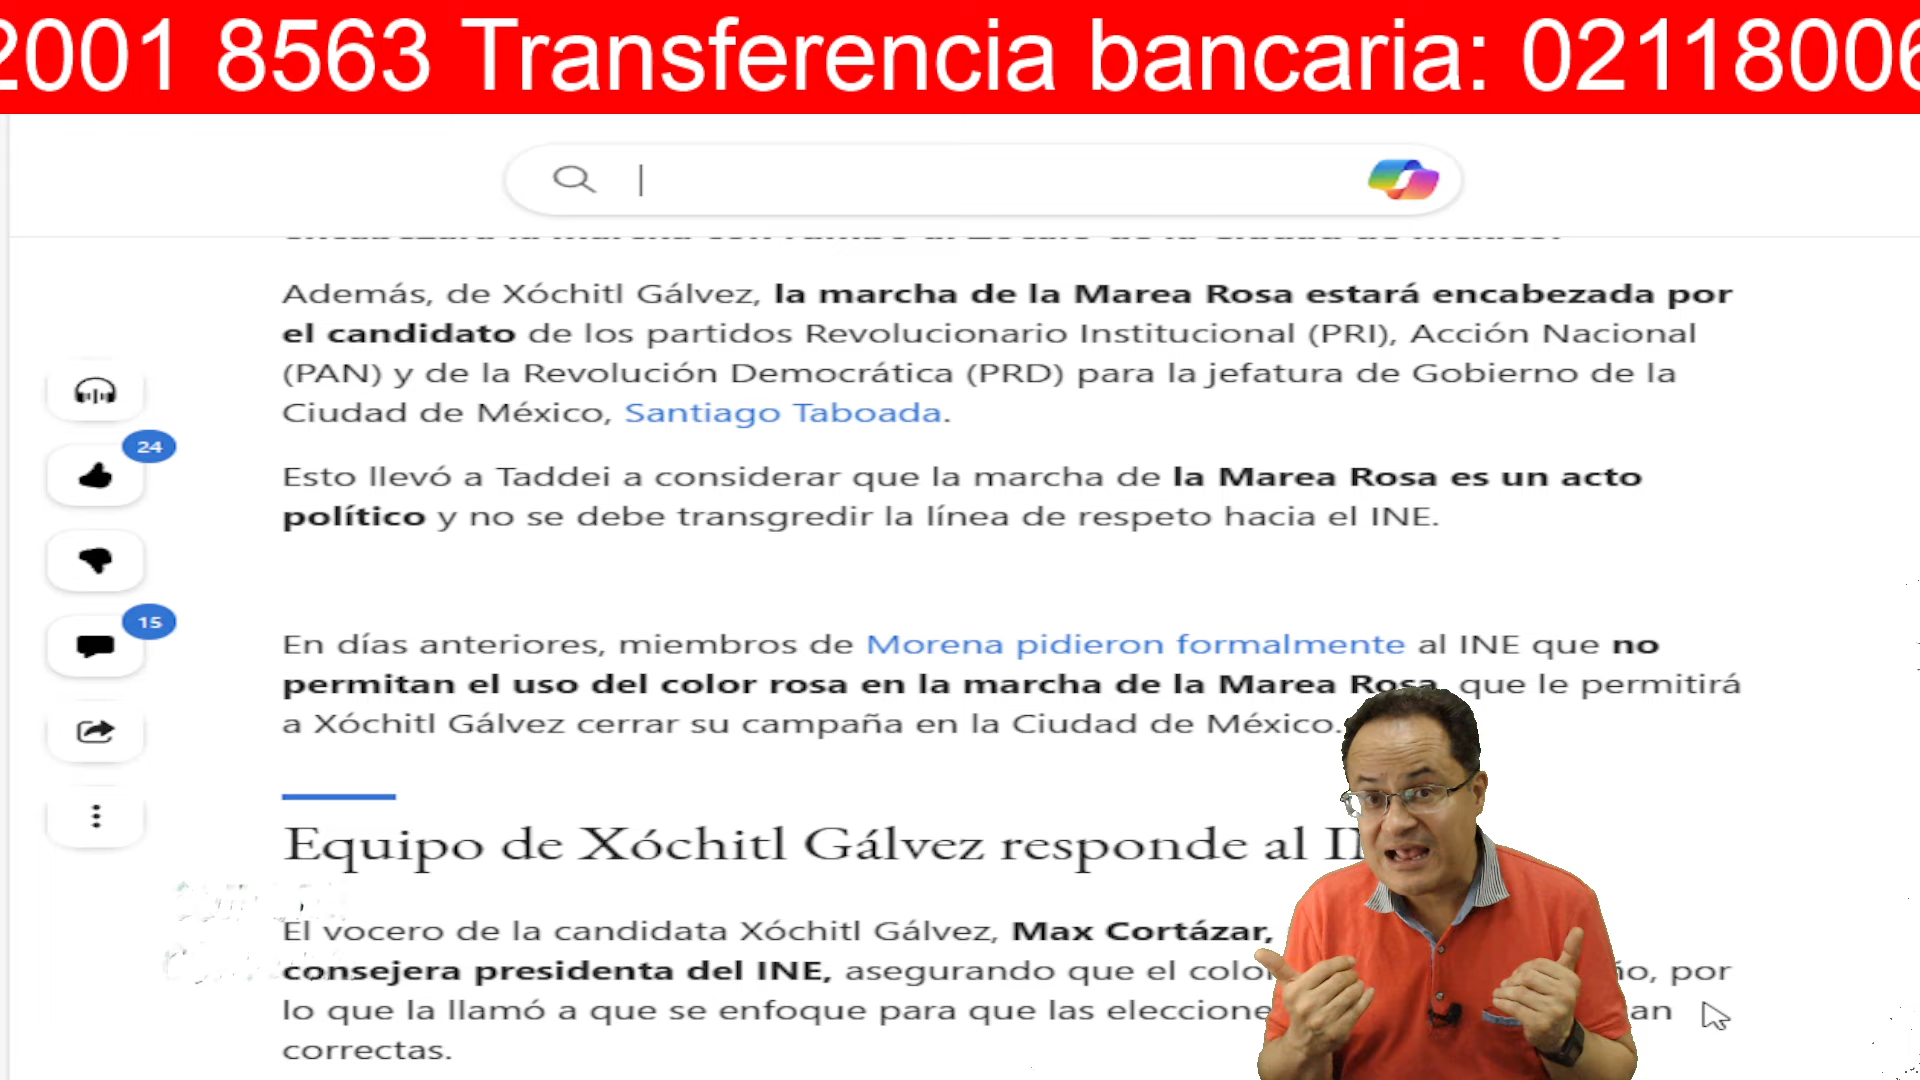 2001 8563 Transferencia bancaria: 02118006
Además, de Xóchitl Gálvez, la marcha de la Marea Rosa estará encabezada por
el candidato de los partidos Revolucionario Institucional (PRI), Acción Nacional
(PAN) y de la Revolución Democrática (PRD) para la jefatura de Gobierno de la
Ciudad de México, Santiago Taboada.
24
Esto llevó a Taddei a considerar que la marcha de la Marea Rosa es un acto
político y no se debe transgredir la línea de respeto hacia el INE.
15
En días anteriores, miembros de Morena pidieron formalmente al INE que no
permitan el uso del color rosa en la marcha de la Marea Rosa, que le permitirá
a Xóchitl Gálvez cerrar su campaña en la Ciudad de México.
Equipo de Xóchitl Gálvez responde al
El vocero de la candidata Xóchitl Gálvez, Max Cortázar,
consejera presidenta del INE, asegurando que el por
lo que la llamó a que se enfoque para que las
correctas.